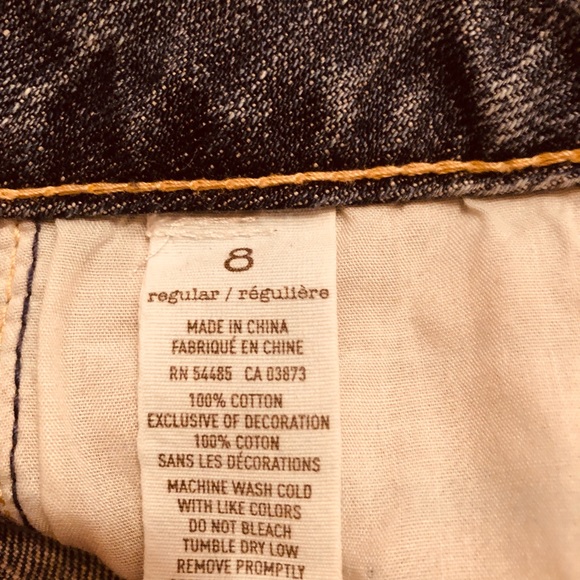 8
regular / régulière
MADE IN CHINA
FABRIQUÉ EN CHINE
RN 54485 CA 03873
100% COTTON
EXCLUSIVE OF DECORATION
100% COTON
SANS LES DÉCORATIONS
MACHINE WASH COLD
WITH LIKE COLORS
DO NOT BLEACH
TUMBLE DRY LOW
REMOVE PROMPTLY